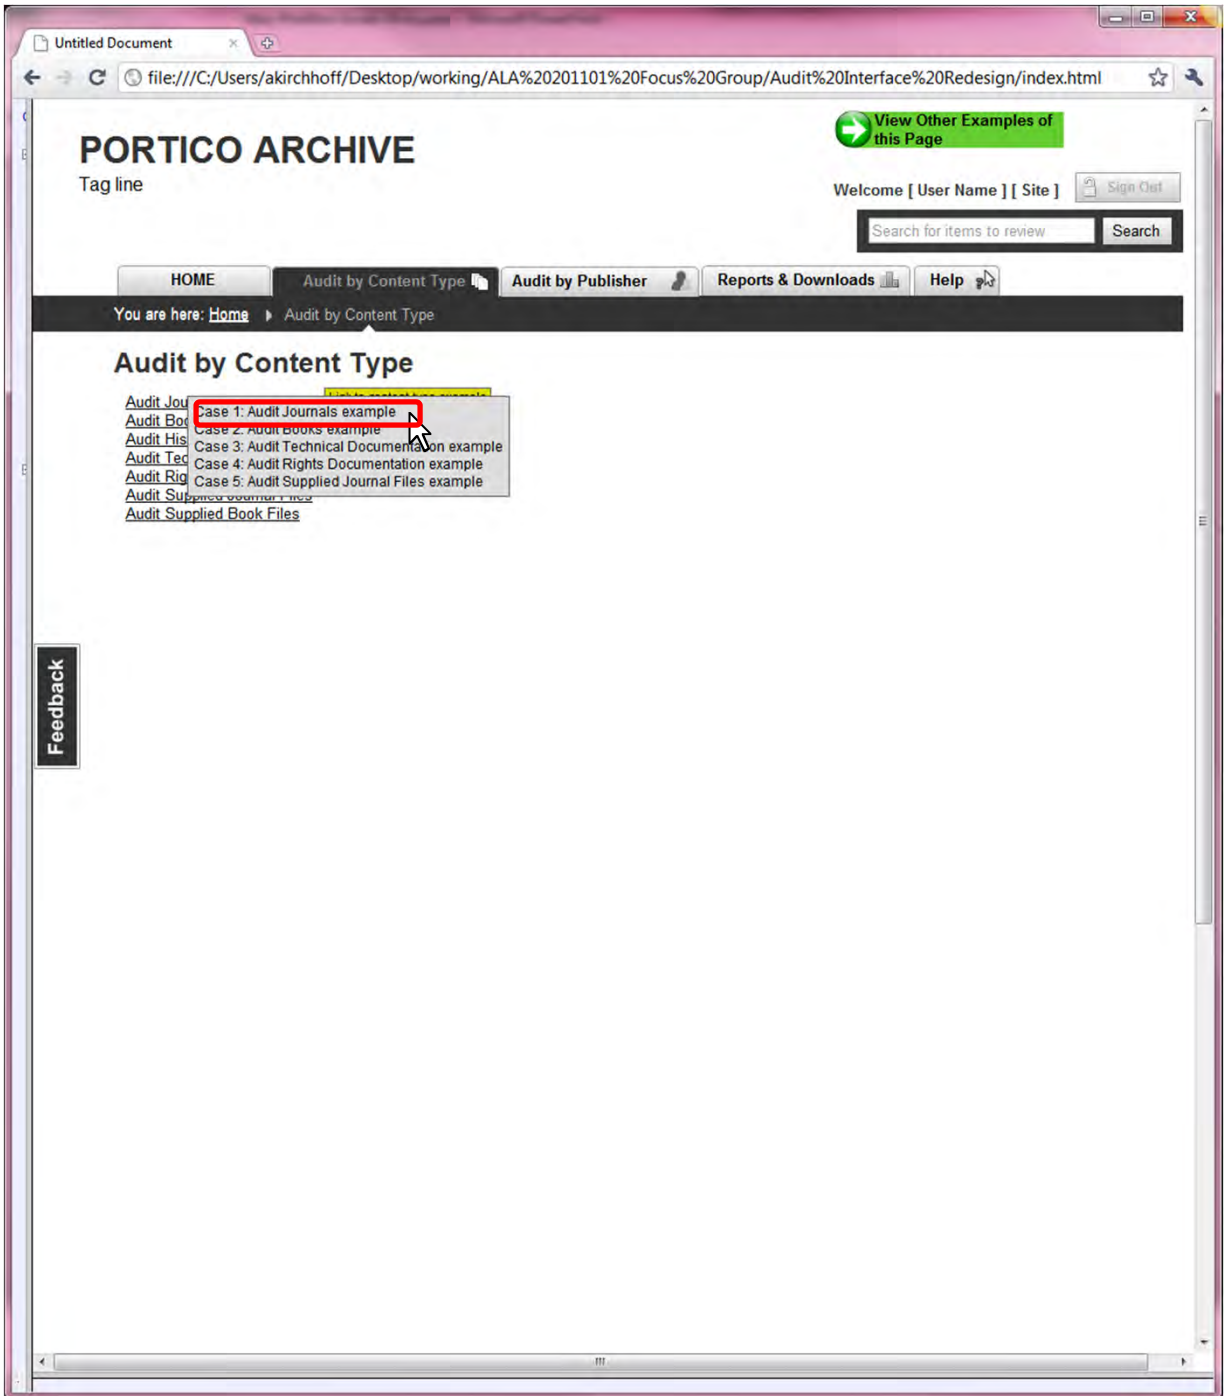 Untitled Document
file:///C:/Users/akirchhoff/Desktop/working/ALA%20201101%20Focus%20Group/Audit%20Interface%20Redesign/index.html
View Other Examples of
this Page
PORTICO ARCHIVE
Tag line
Welcome [ User Name ] [ Site ]
Sign Out
Search for items to review
Search
HOME
Audit by Content Type
Audit by Publisher
Reports & Downloads
Help
You are here: Home
Audit by Content Type
Audit by Content Type
Audit Jou
Case 1: Audit Journals example
Audit Boo
Case 2: Audit Books example
Audit His
Case 3: Audit Technical Documentation example
Audit Tec
Case 4: Audit Rights Documentation example
Audit Rig
Case 5: Audit Supplied Journal Files example
Audit Supplied Journal Files
Audit Supplied Book Files
Feedback